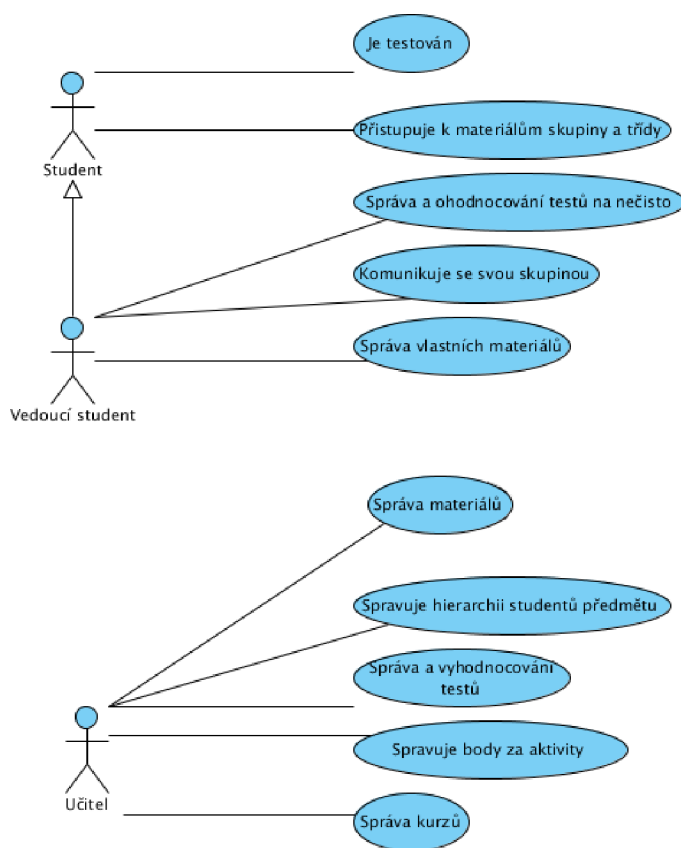 Je testován
Přistupuje k materiálům skupiny a třídy
Student
Správa a ohodnocování testů na nečisto
Komunikuje se svou skupinou
Správa vlastních materiálů
Vedoucí student
Správa materiálů
Spravuje hierarchii studentů předmětu
Správa a vyhodnocování
testů
Spravuje body za aktivity
Učitel
Správa kurzů